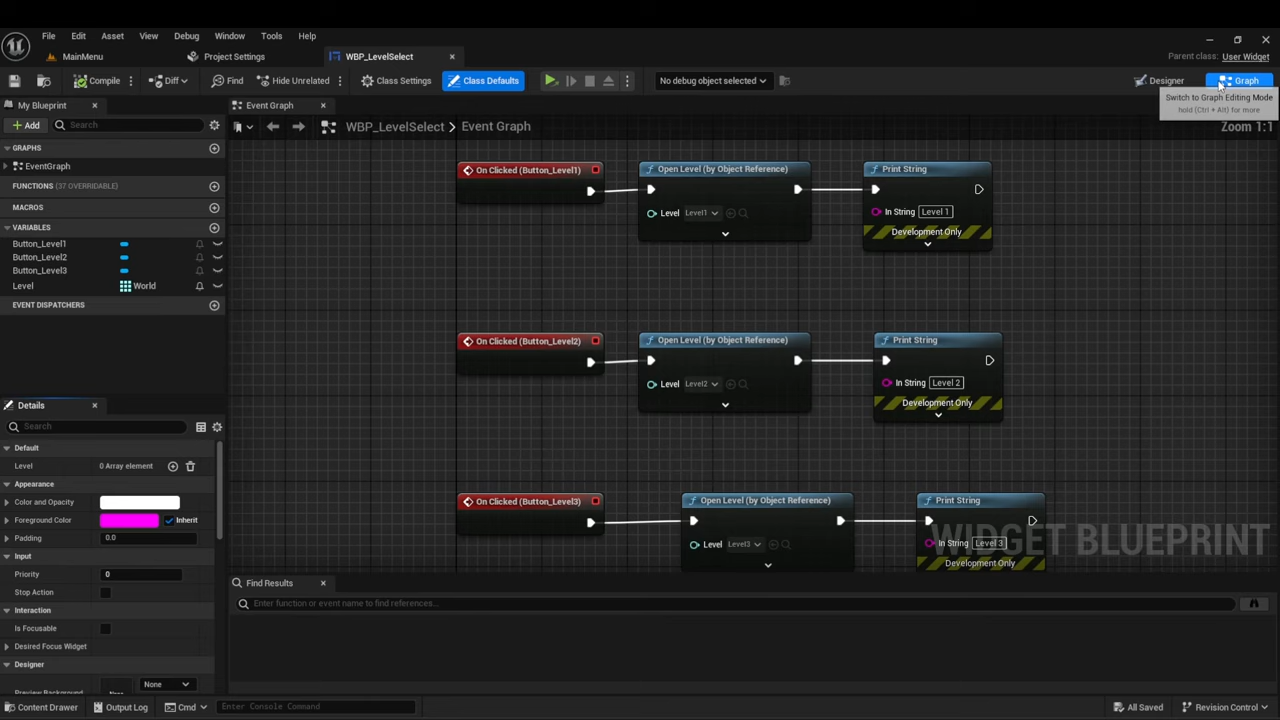 File Edit Asset View Debug Window Tools Help
MainMenu Project Settings WBP_LevelSelect Parent class: User Widget
Compile Diff Find Hide Unrelated Class Settings Class Defaults No debug object selected Designer Graph
Switch to Graph Editing Mode
hold (Ctrl + Alt) for more
My Blueprint Event Graph
Add Search WBP_LevelSelect Event Graph Zoom 1:1
GRAPHS
EventGraph
FUNCTIONS (37 OVERRIDABLE)
MACROS
VARIABLES
Button_Level1
Button_Level2
Button_Level3
Level World
EVENT DISPATCHERS
On Clicked (Button_Level1) Open Level (by Object Reference) Print String
Level Level1 In String Level 1
Development Only
On Clicked (Button_Level2) Open Level (by Object Reference) Print String
Level Level2 In String Level 2
Development Only
On Clicked (Button_Level3) Open Level (by Object Reference) Print String
Level Level3 In String Level 3
Development Only
WIDGET BLUEPRINT
Details
Search
Default
Level 0 Array element
Appearance
Color and Opacity
Foreground Color Inherit
Padding 0.0
Input
Priority 0
Stop Action
Interaction
Is Focusable
Desired Focus Widget
Designer
Preview Background None None
Find Results
Enter function or event name to find references...
Content Drawer Output Log Cmd Enter Console Command All Saved Revision Control